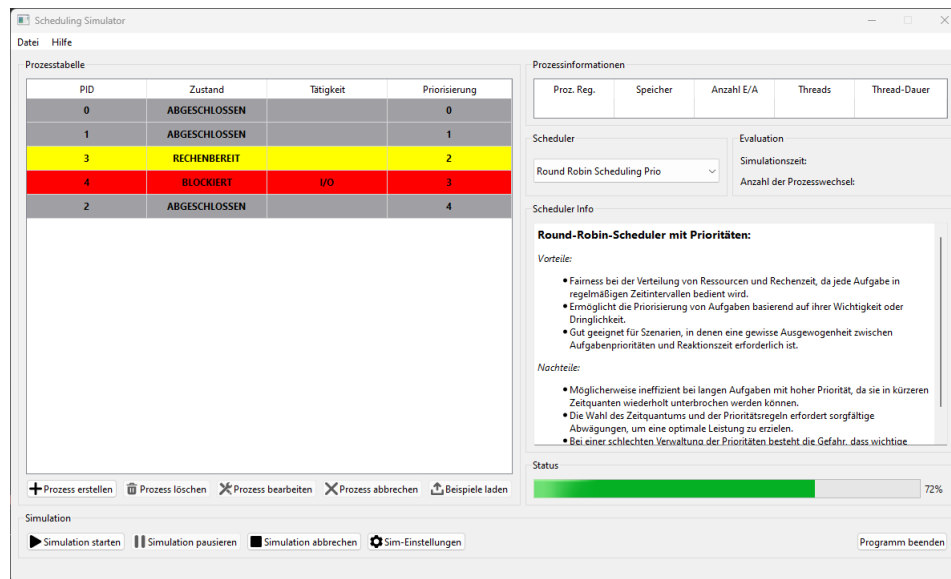 Scheduling Simulator
Datei Hilfe
Prozesstabelle
PID Zustand Tätigkeit Priorisierung
0 ABGESCHLOSSEN 0
1 ABGESCHLOSSEN 1
3 RECHENBEREIT 2
4 BLOCKIERT I/O 3
2 ABGESCHLOSSEN 4
Prozess erstellen Prozess löschen Prozess bearbeiten Prozess abbrechen Beispiele laden
Prozessinformationen
Proz. Reg. Speicher Anzahl E/A Threads Thread-Dauer
Scheduler
Round Robin Scheduling Prio
Evaluation
Simulationszeit:
Anzahl der Prozesswechsel:
Scheduler Info
Round-Robin-Scheduler mit Prioritäten:
Vorteile:
Fairness bei der Verteilung von Ressourcen und Rechenzeit, da jede Aufgabe in
regelmäßigen Zeitintervallen bedient wird.
Ermöglicht die Priorisierung von Aufgaben basierend auf ihrer Wichtigkeit oder
Dringlichkeit.
Gut geeignet für Szenarien, in denen eine gewisse Ausgewogenheit zwischen
Aufgabenprioritäten und Reaktionszeit erforderlich ist.
Nachteile:
Möglicherweise ineffizient bei langen Aufgaben mit hoher Priorität, da sie in kürzeren
Zeitquanten wiederholt unterbrochen werden können.
Die Wahl des Zeitquantums und der Prioritätsregeln erfordert sorgfältige
Abwägungen, um eine optimale Leistung zu erzielen.
Bei einer schlechten Verwaltung der Prioritäten besteht die Gefahr, dass wichtige
Status
72%
Simulation
Simulation starten Simulation pausieren Simulation abbrechen Sim-Einstellungen Programm beenden